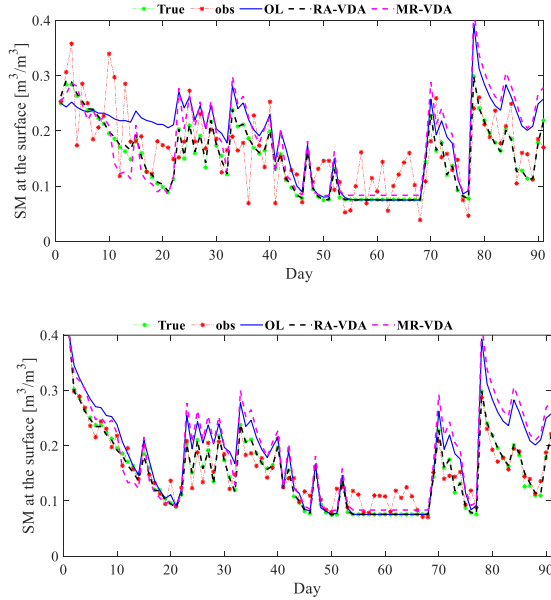 True obs OL RA-VDA MR-VDA
0.4
0.3
0.2
0.1
0
SM at the surface [m³/m³]
0 10 20 30 40 50 60 70 80 90
Day
True obs OL RA-VDA MR-VDA
0.4
0.3
0.2
0.1
0
SM at the surface [m³/m³]
0 10 20 30 40 50 60 70 80 90
Day